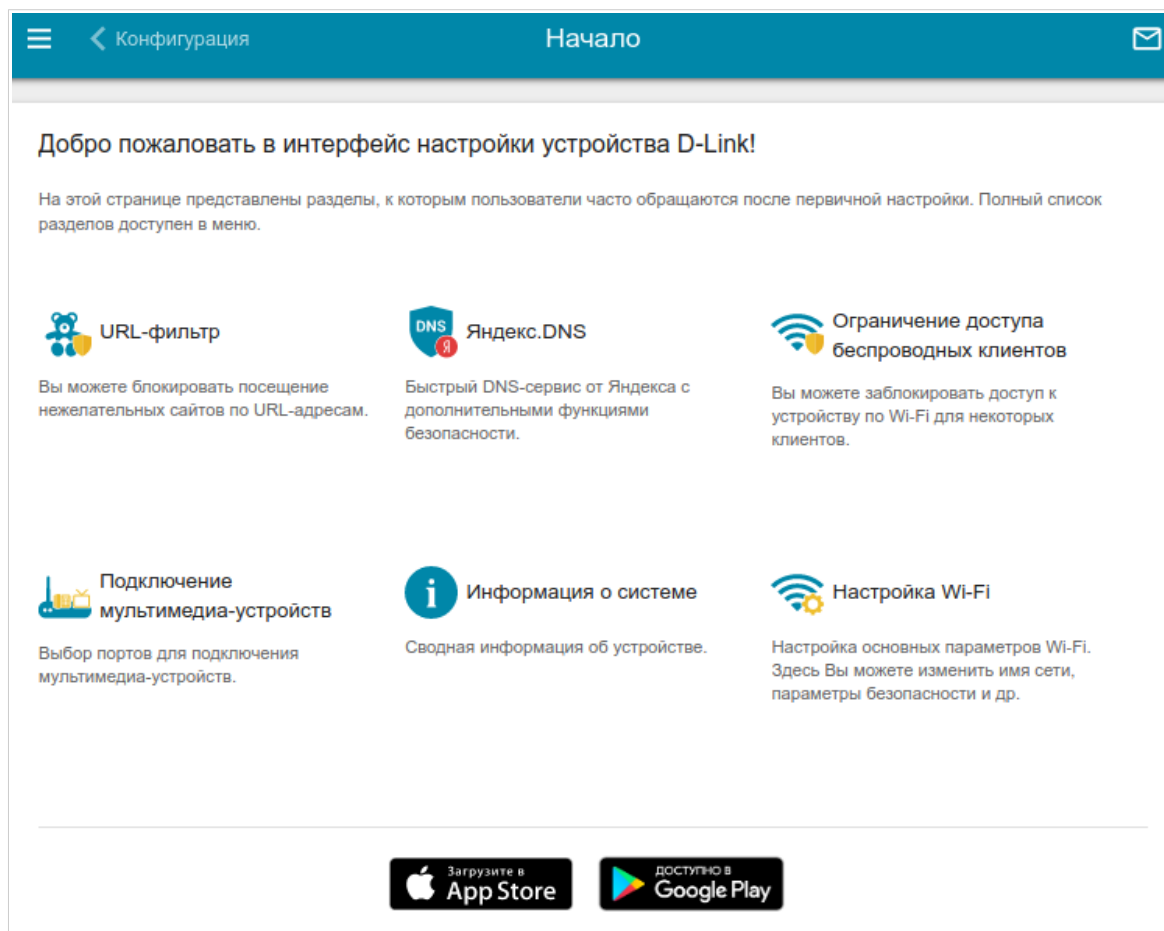 Конфигурация
Начало
Добро пожаловать в интерфейс настройки устройства D-Link!
На этой странице представлены разделы, к которым пользователи часто обращаются после первичной настройки. Полный список
разделов доступен в меню.
URL-фильтр
Вы можете блокировать посещение
нежелательных сайтов по URL-адресам.
DNS
Я
Яндекс.DNS
Быстрый DNS-сервис от Яндекса с
дополнительными функциями
безопасности.
Ограничение доступа
беспроводных клиентов
Вы можете заблокировать доступ к
устройству по Wi-Fi для некоторых
клиентов.
Подключение
мультимедиа-устройств
Выбор портов для подключения
мультимедиа-устройств.
i
Информация о системе
Сводная информация об устройстве.
Настройка Wi-Fi
Настройка основных параметров Wi-Fi.
Здесь Вы можете изменить имя сети,
параметры безопасности и др.
Загрузите в
App Store
ДОСТУПНО В
Google Play